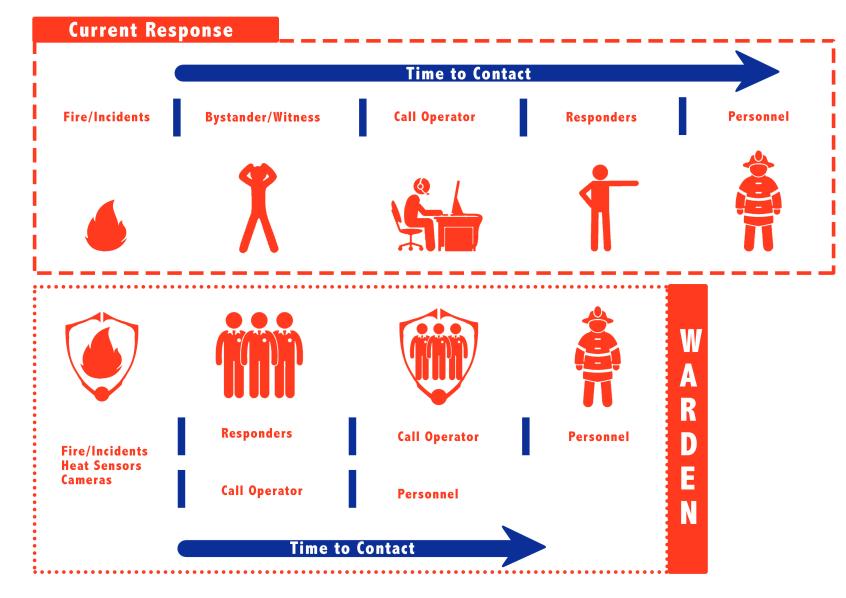 Current Response
Time to Contact
Fire/Incidents
Bystander/Witness
Call Operator
Responders
Personnel
WARDEN
Fire/Incidents
Heat Sensors
Cameras
Responders
Call Operator
Personnel
Call Operator
Personnel
Time to Contact